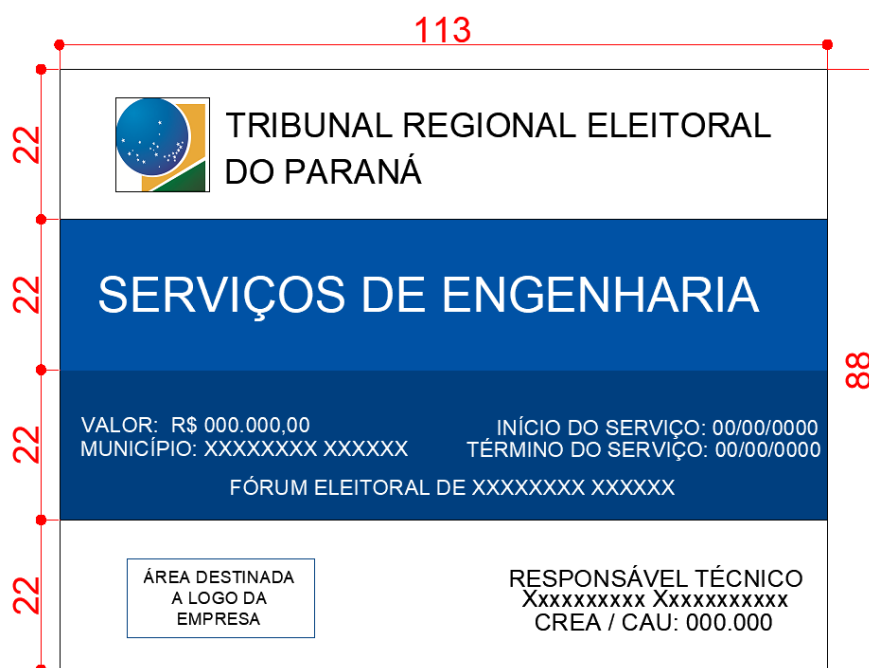 113
22
TRIBUNAL REGIONAL ELEITORAL
DO PARANÁ
22
SERVIÇOS DE ENGENHARIA
88
22
VALOR: R$ 000.000,00
MUNICÍPIO: XXXXXXXX XXXXXX
INÍCIO DO SERVIÇO: 00/00/0000
TÉRMINO DO SERVIÇO: 00/00/0000
FÓRUM ELEITORAL DE XXXXXXXX XXXXXX
22
ÁREA DESTINADA
A LOGO DA
EMPRESA
RESPONSÁVEL TÉCNICO
Xxxxxxxxxx Xxxxxxxxxxx
CREA / CAU: 000.000